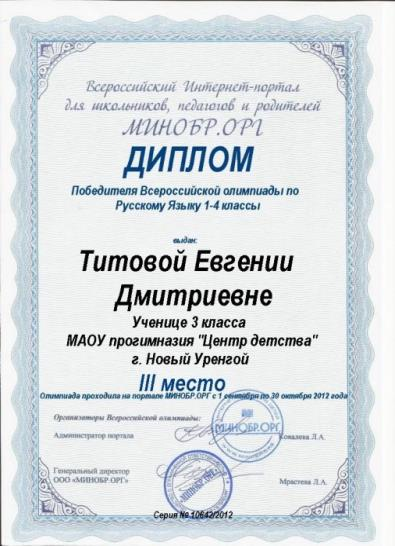 Всероссийский Интернет-портал
для школьников, педагогов и родителей
МИНОБР.ОРГ
ДИПЛОМ
Победителя Всероссийской олимпиады по
Русскому Языку 1-4 классы
выдан:
Титовой Евгении
Дмитриевне
Ученице 3 класса
МАОУ прогимназия "Центр детства"
г. Новый Уренгой
III место
Олимпиада проходила на портале МИНОБР.ОРГ с 1 сентября по 30 октября 2012 года
Организаторы Всероссийской олимпиады:
МИНОБР.ОРГ
Администратор портала
Ковалева Л.А.
Генеральный директор
ООО «МИНОБР.ОРГ»
МИНОБР.ОРГ
Мрастева Л.А.
Серия № 10642/2012